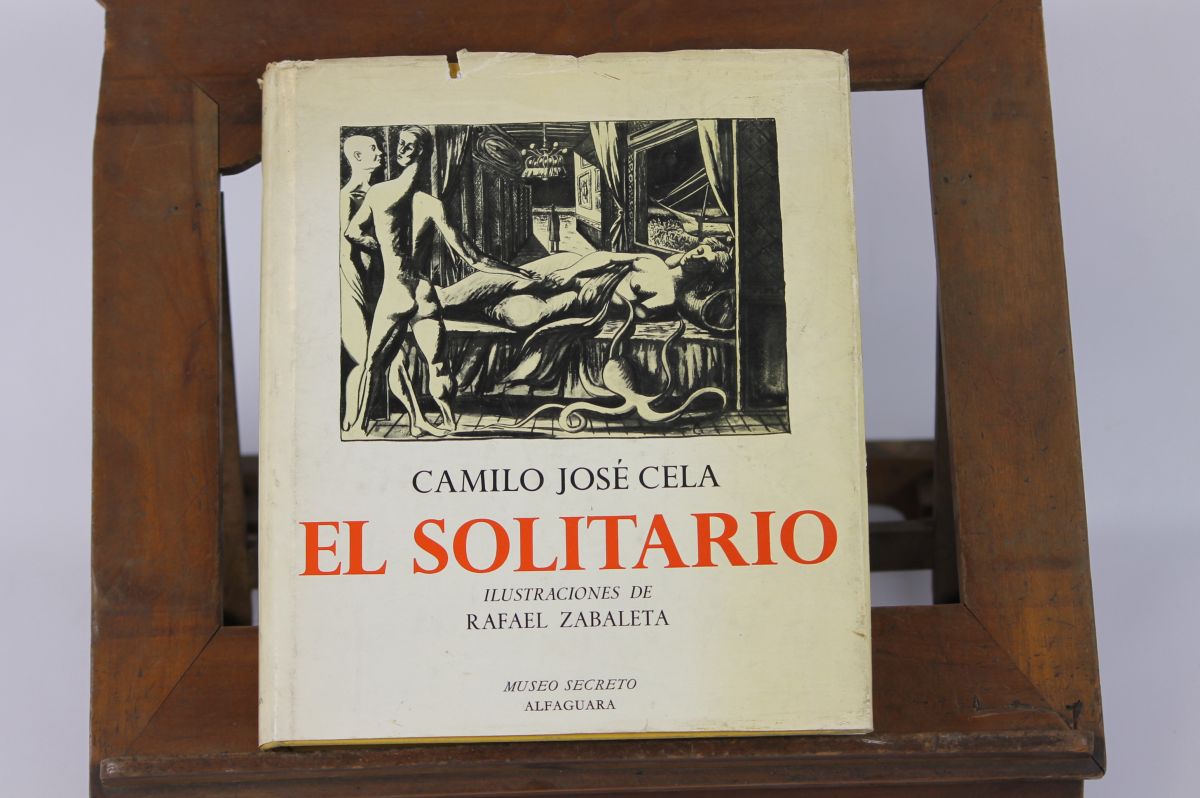 CAMILO JOSÉ CELA
EL SOLITARIO
ILUSTRACIONES DE
RAFAEL ZABALETA
MUSEO SECRETO
ALFAGUARA